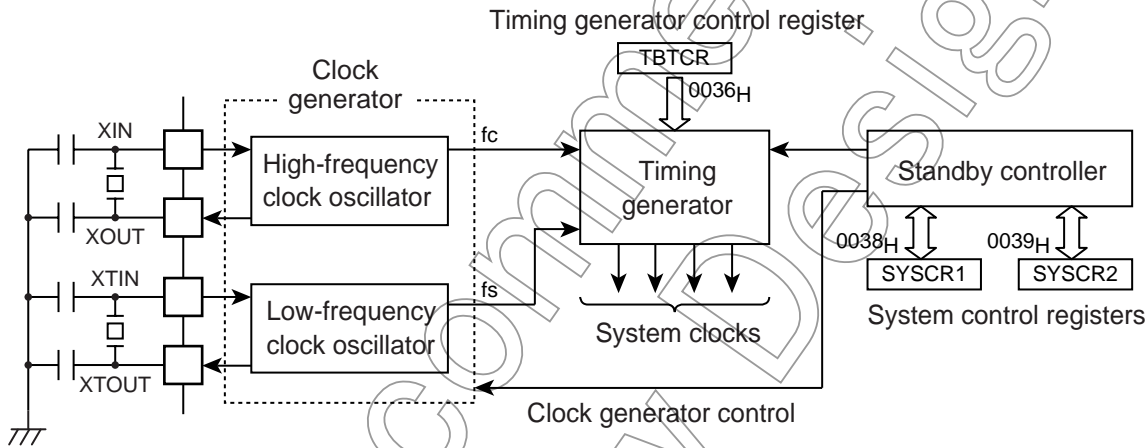 Timing generator control register
TBTCR
0036H
Clock
generator
XIN
High-frequency
clock oscillator
fc
Timing
generator
Standby controller
XOUT
0038H
0039H
SYSCR1
SYSCR2
System control registers
XTIN
Low-frequency
clock oscillator
fs
System clocks
XTOUT
Clock generator control